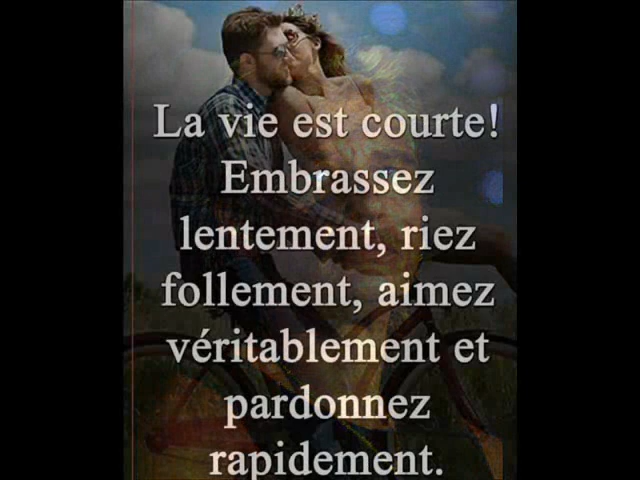 La vie est courte!
Embrassez
lentement, riez
follement, aimez
véritablement et
pardonnez
rapidement.